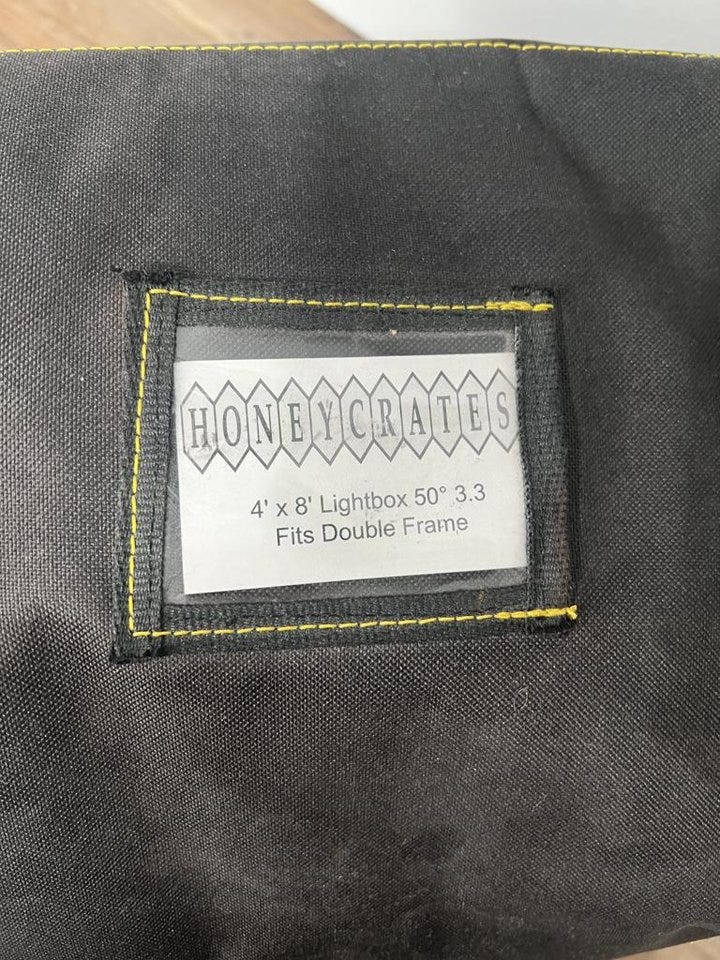 HONEYCRATES
4' x 8' Lightbox 50° 3.3
Fits Double Frame